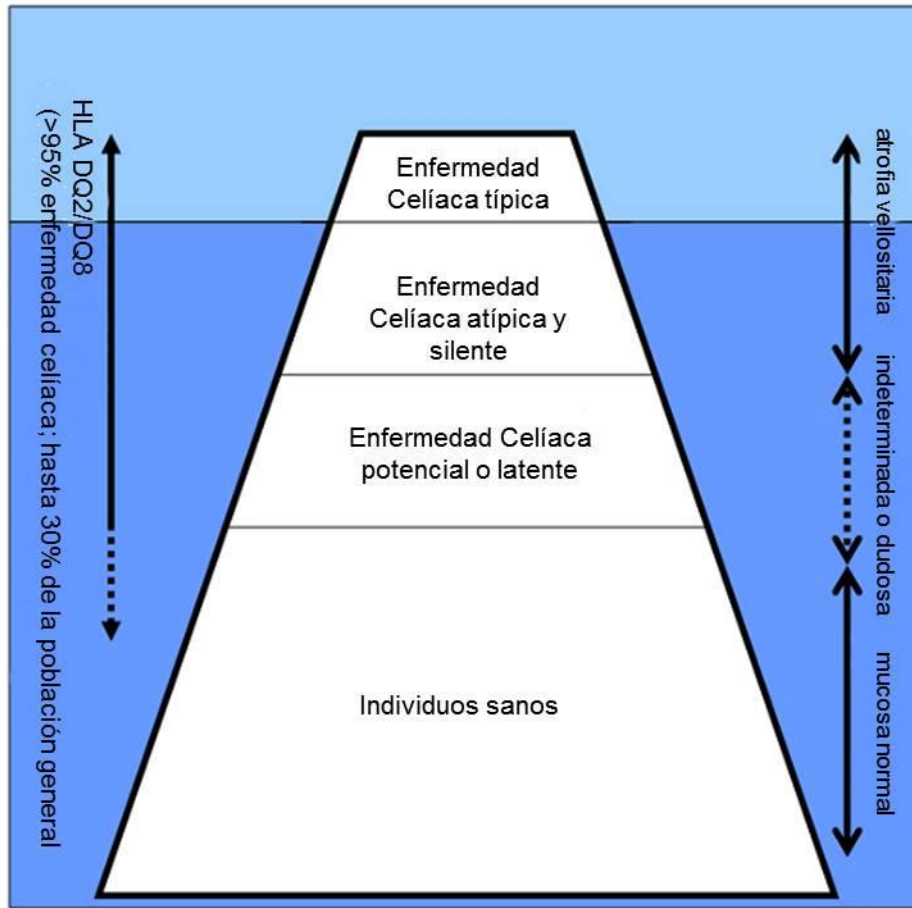 HLA DQ2/DQ8
(>95% enfermedad celíaca; hasta 30% de la población general
Enfermedad
Celíaca típica
Enfermedad
Celíaca atípica y
silente
Enfermedad Celíaca
potencial o latente
Individuos sanos
atrofia vellositaria
indeterminada o dudosa
mucosa normal